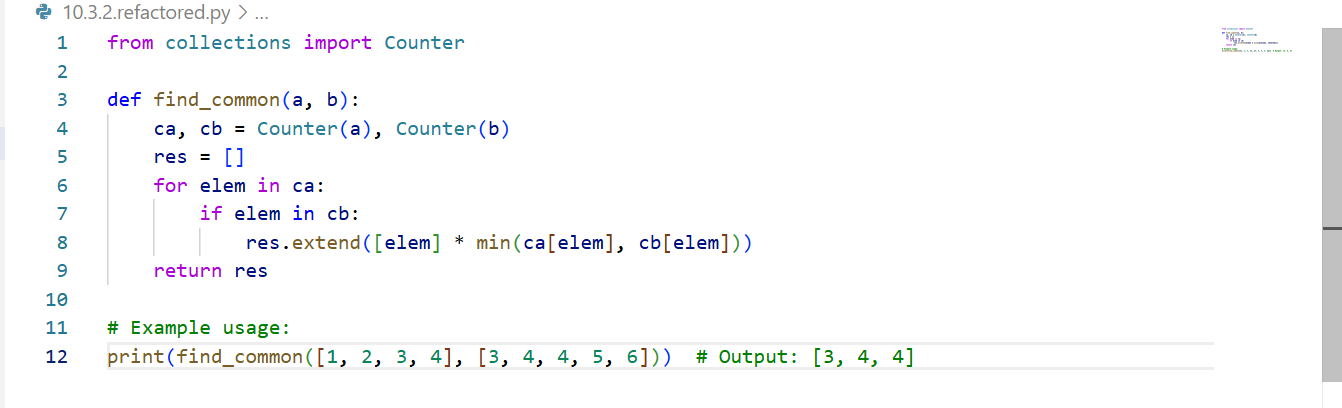 10.3.2.refactored.py > ...
1 from collections import Counter
2
3 def find_common(a, b):
4     ca, cb = Counter(a), Counter(b)
5     res = []
6     for elem in ca:
7         if elem in cb:
8             res.extend([elem] * min(ca[elem], cb[elem]))
9     return res
10
11 # Example usage:
12 print(find_common([1, 2, 3, 4], [3, 4, 4, 5, 6]))  # Output: [3, 4, 4]